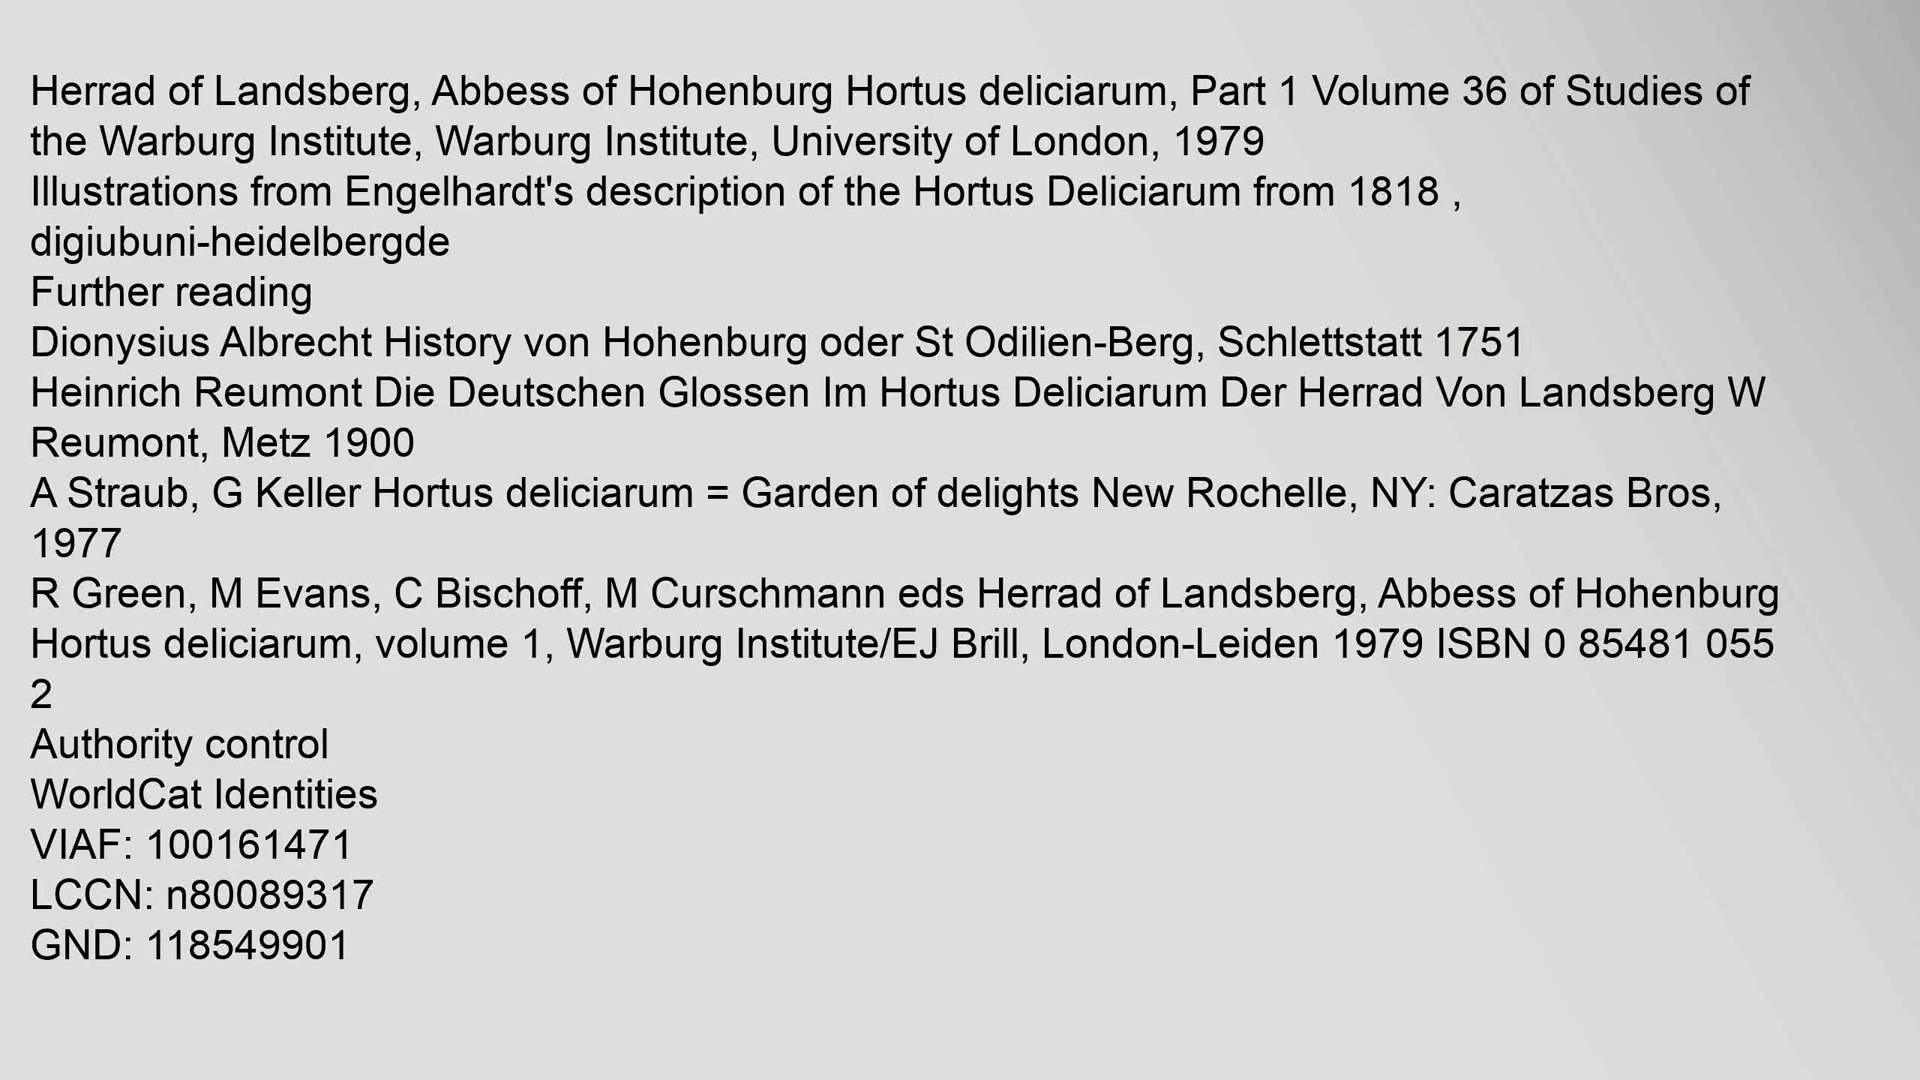 Herrad of Landsberg, Abbess of Hohenburg Hortus deliciarum, Part 1 Volume 36 of Studies of
the Warburg Institute, Warburg Institute, University of London, 1979
Illustrations from Engelhardt's description of the Hortus Deliciarum from 1818 ,
digiubuni-heidelbergde
Further reading
Dionysius Albrecht History von Hohenburg oder St Odilien-Berg, Schlettstatt 1751
Heinrich Reumont Die Deutschen Glossen Im Hortus Deliciarum Der Herrad Von Landsberg W
Reumont, Metz 1900
A Straub, G Keller Hortus deliciarum = Garden of delights New Rochelle, NY: Caratzas Bros,
1977
R Green, M Evans, C Bischoff, M Curschmann eds Herrad of Landsberg, Abbess of Hohenburg
Hortus deliciarum, volume 1, Warburg Institute/EJ Brill, London-Leiden 1979 ISBN 0 85481 055
2
Authority control
WorldCat Identities
VIAF: 100161471
LCCN: n80089317
GND: 118549901